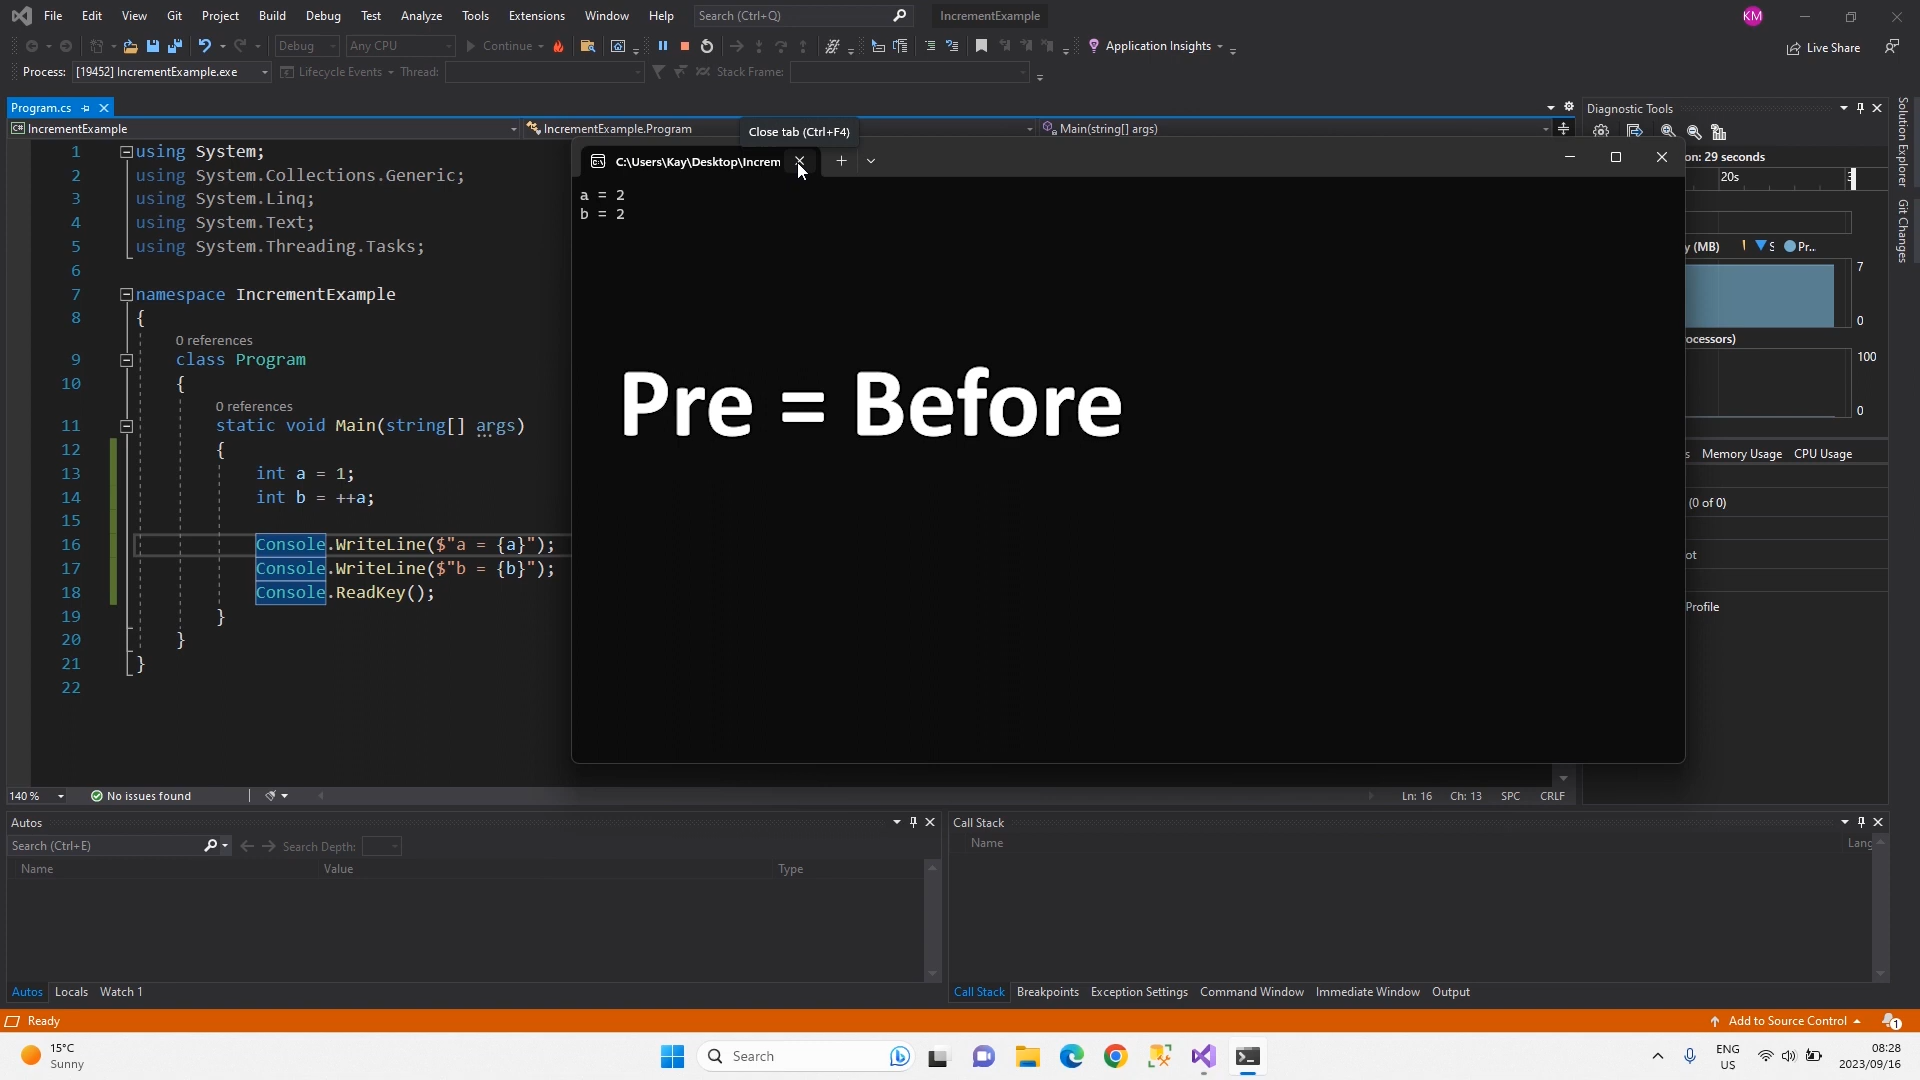 File Edit View Git Project Build Debug Test Analyze Tools Extensions Window Help Search (Ctrl+Q) IncrementExample KM
Debug Any CPU Continue Application Insights Live Share
Process: [19452] IncrementExample.exe Lifecycle Events Thread: Stack Frame:
Program.cs
IncrementExample IncrementExample.Program Main(string[] args)
Close tab (Ctrl+F4)
1 using System;
2 using System.Collections.Generic;
3 using System.Linq;
4 using System.Text;
5 using System.Threading.Tasks;
6
7 namespace IncrementExample
8 {
0 references
9 class Program
10 {
0 references
11 static void Main(string[] args)
12 {
13 int a = 1;
14 int b = ++a;
15
16 Console.WriteLine($"a = {a}");
17 Console.WriteLine($"b = {b}");
18 Console.ReadKey();
19 }
20 }
21 }
22
C:\Users\Kay\Desktop\Increm
a = 2
b = 2
Pre = Before
Diagnostic Tools
on: 29 seconds
20s
y (MB) S Pr...
7
0
ocessors)
100
0
s Memory Usage CPU Usage
(0 of 0)
ot
Profile
Solution Explorer
Git Changes
140 % No issues found Ln: 16 Ch: 13 SPC CRLF
Autos
Search (Ctrl+E) Search Depth:
Name Value Type
Autos Locals Watch 1
Call Stack
Name Lang
Call Stack Breakpoints Exception Settings Command Window Immediate Window Output
Ready Add to Source Control 1
15°C
Sunny
Search
ENG
US
08:28
2023/09/16